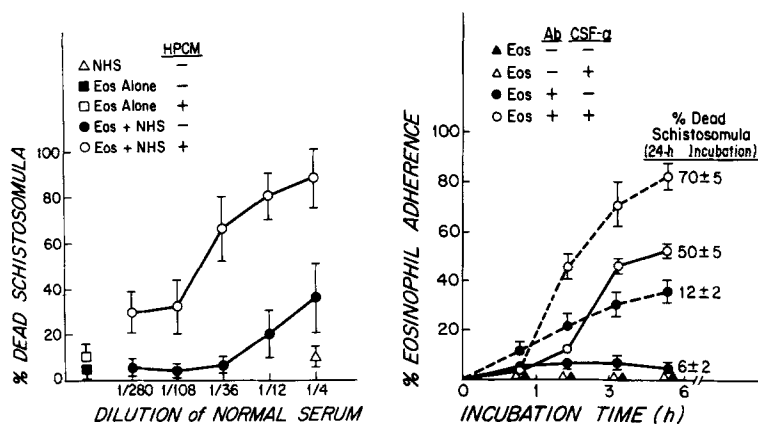 HPCM
△ NHS −
■ Eos Alone −
□ Eos Alone +
● Eos + NHS −
○ Eos + NHS +
% DEAD SCHISTOSOMULA
100
80
60
40
20
0
1/280 1/108 1/36 1/12 1/4
DILUTION of NORMAL SERUM
Ab CSF-α
▲ Eos − −
△ Eos − +
● Eos + −
○ Eos + +
% Dead
Schistosomula
(24-h Incubation)
% EOSINOPHIL ADHERENCE
100
80
60
40
20
70±5
50±5
12±2
6±2
0 1 2 3 4 5 6
INCUBATION TIME (h)